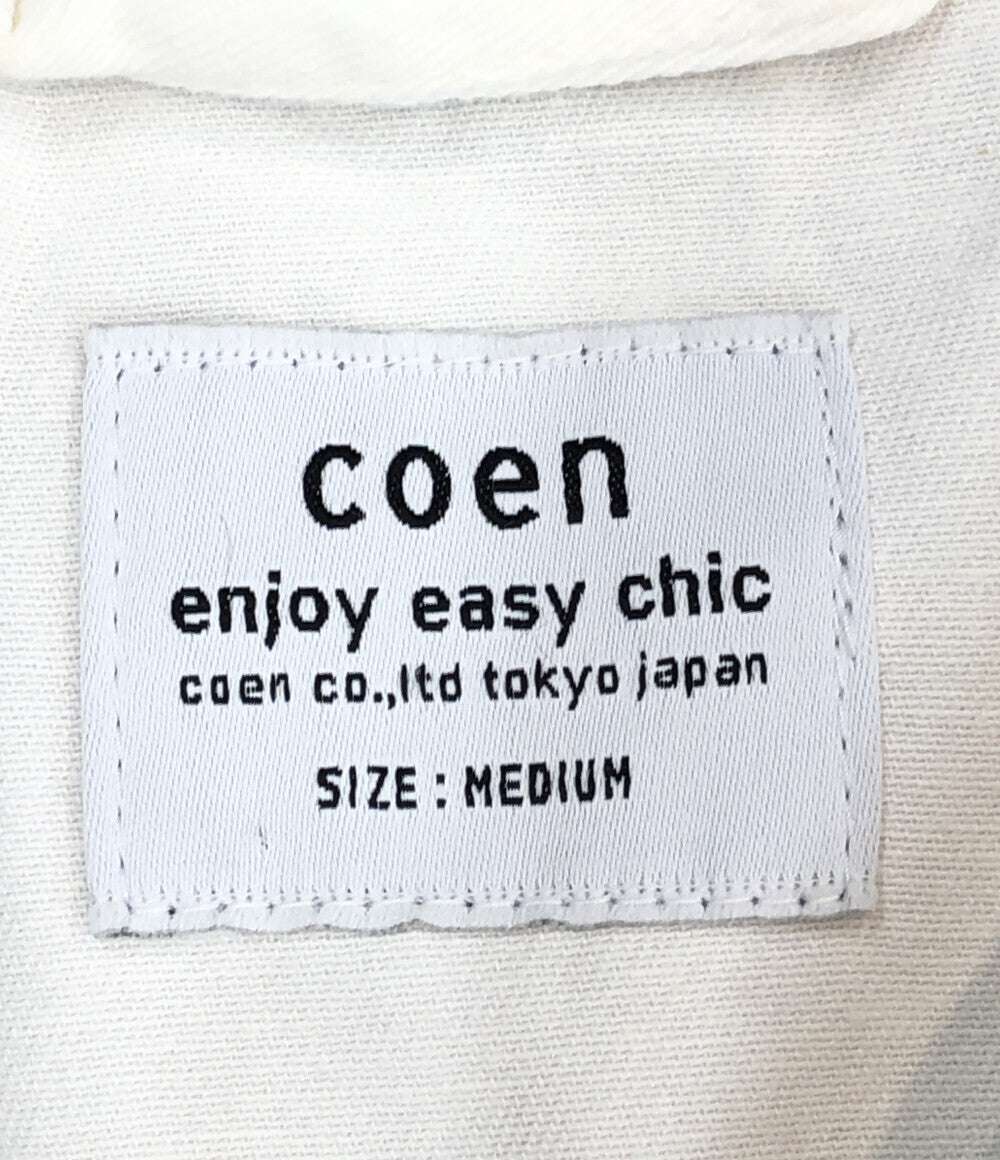 coen
enjoy easy chic
coen co.,ltd tokyo japan
SIZE : MEDIUM